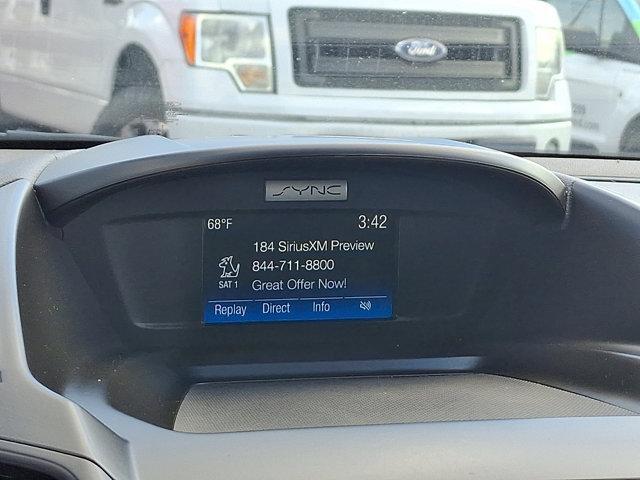 Ford
SYNC
68°F 3:42
184 SiriusXM Preview
844-711-8800
SAT 1 Great Offer Now!
Replay Direct Info